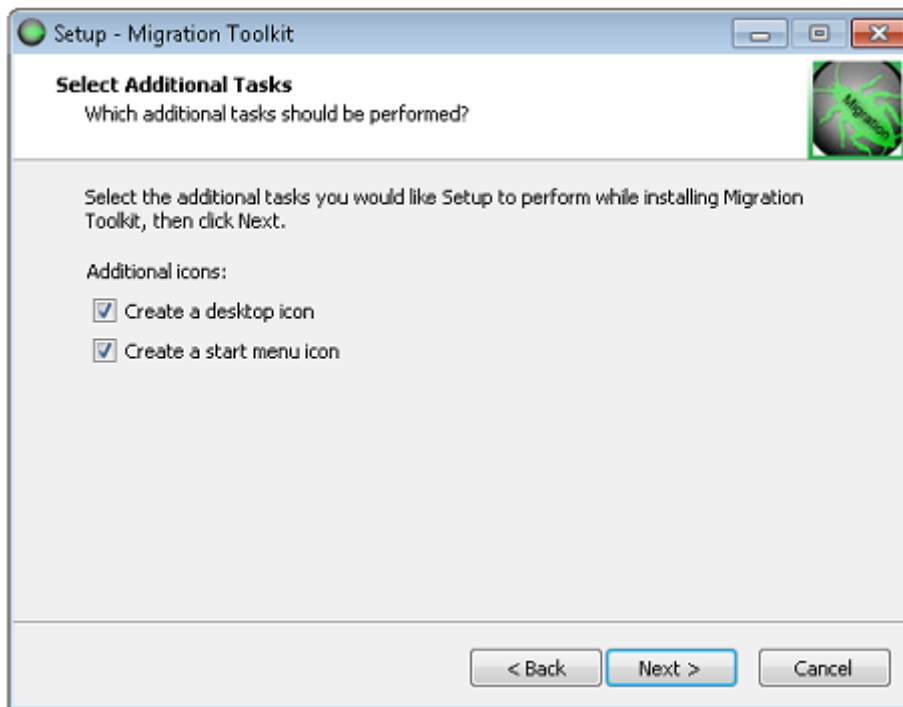 Setup - Migration Toolkit
Select Additional Tasks
Which additional tasks should be performed?
Migration
Select the additional tasks you would like Setup to perform while installing Migration
Toolkit, then click Next.
Additional icons:
Create a desktop icon
Create a start menu icon
< Back
Next >
Cancel